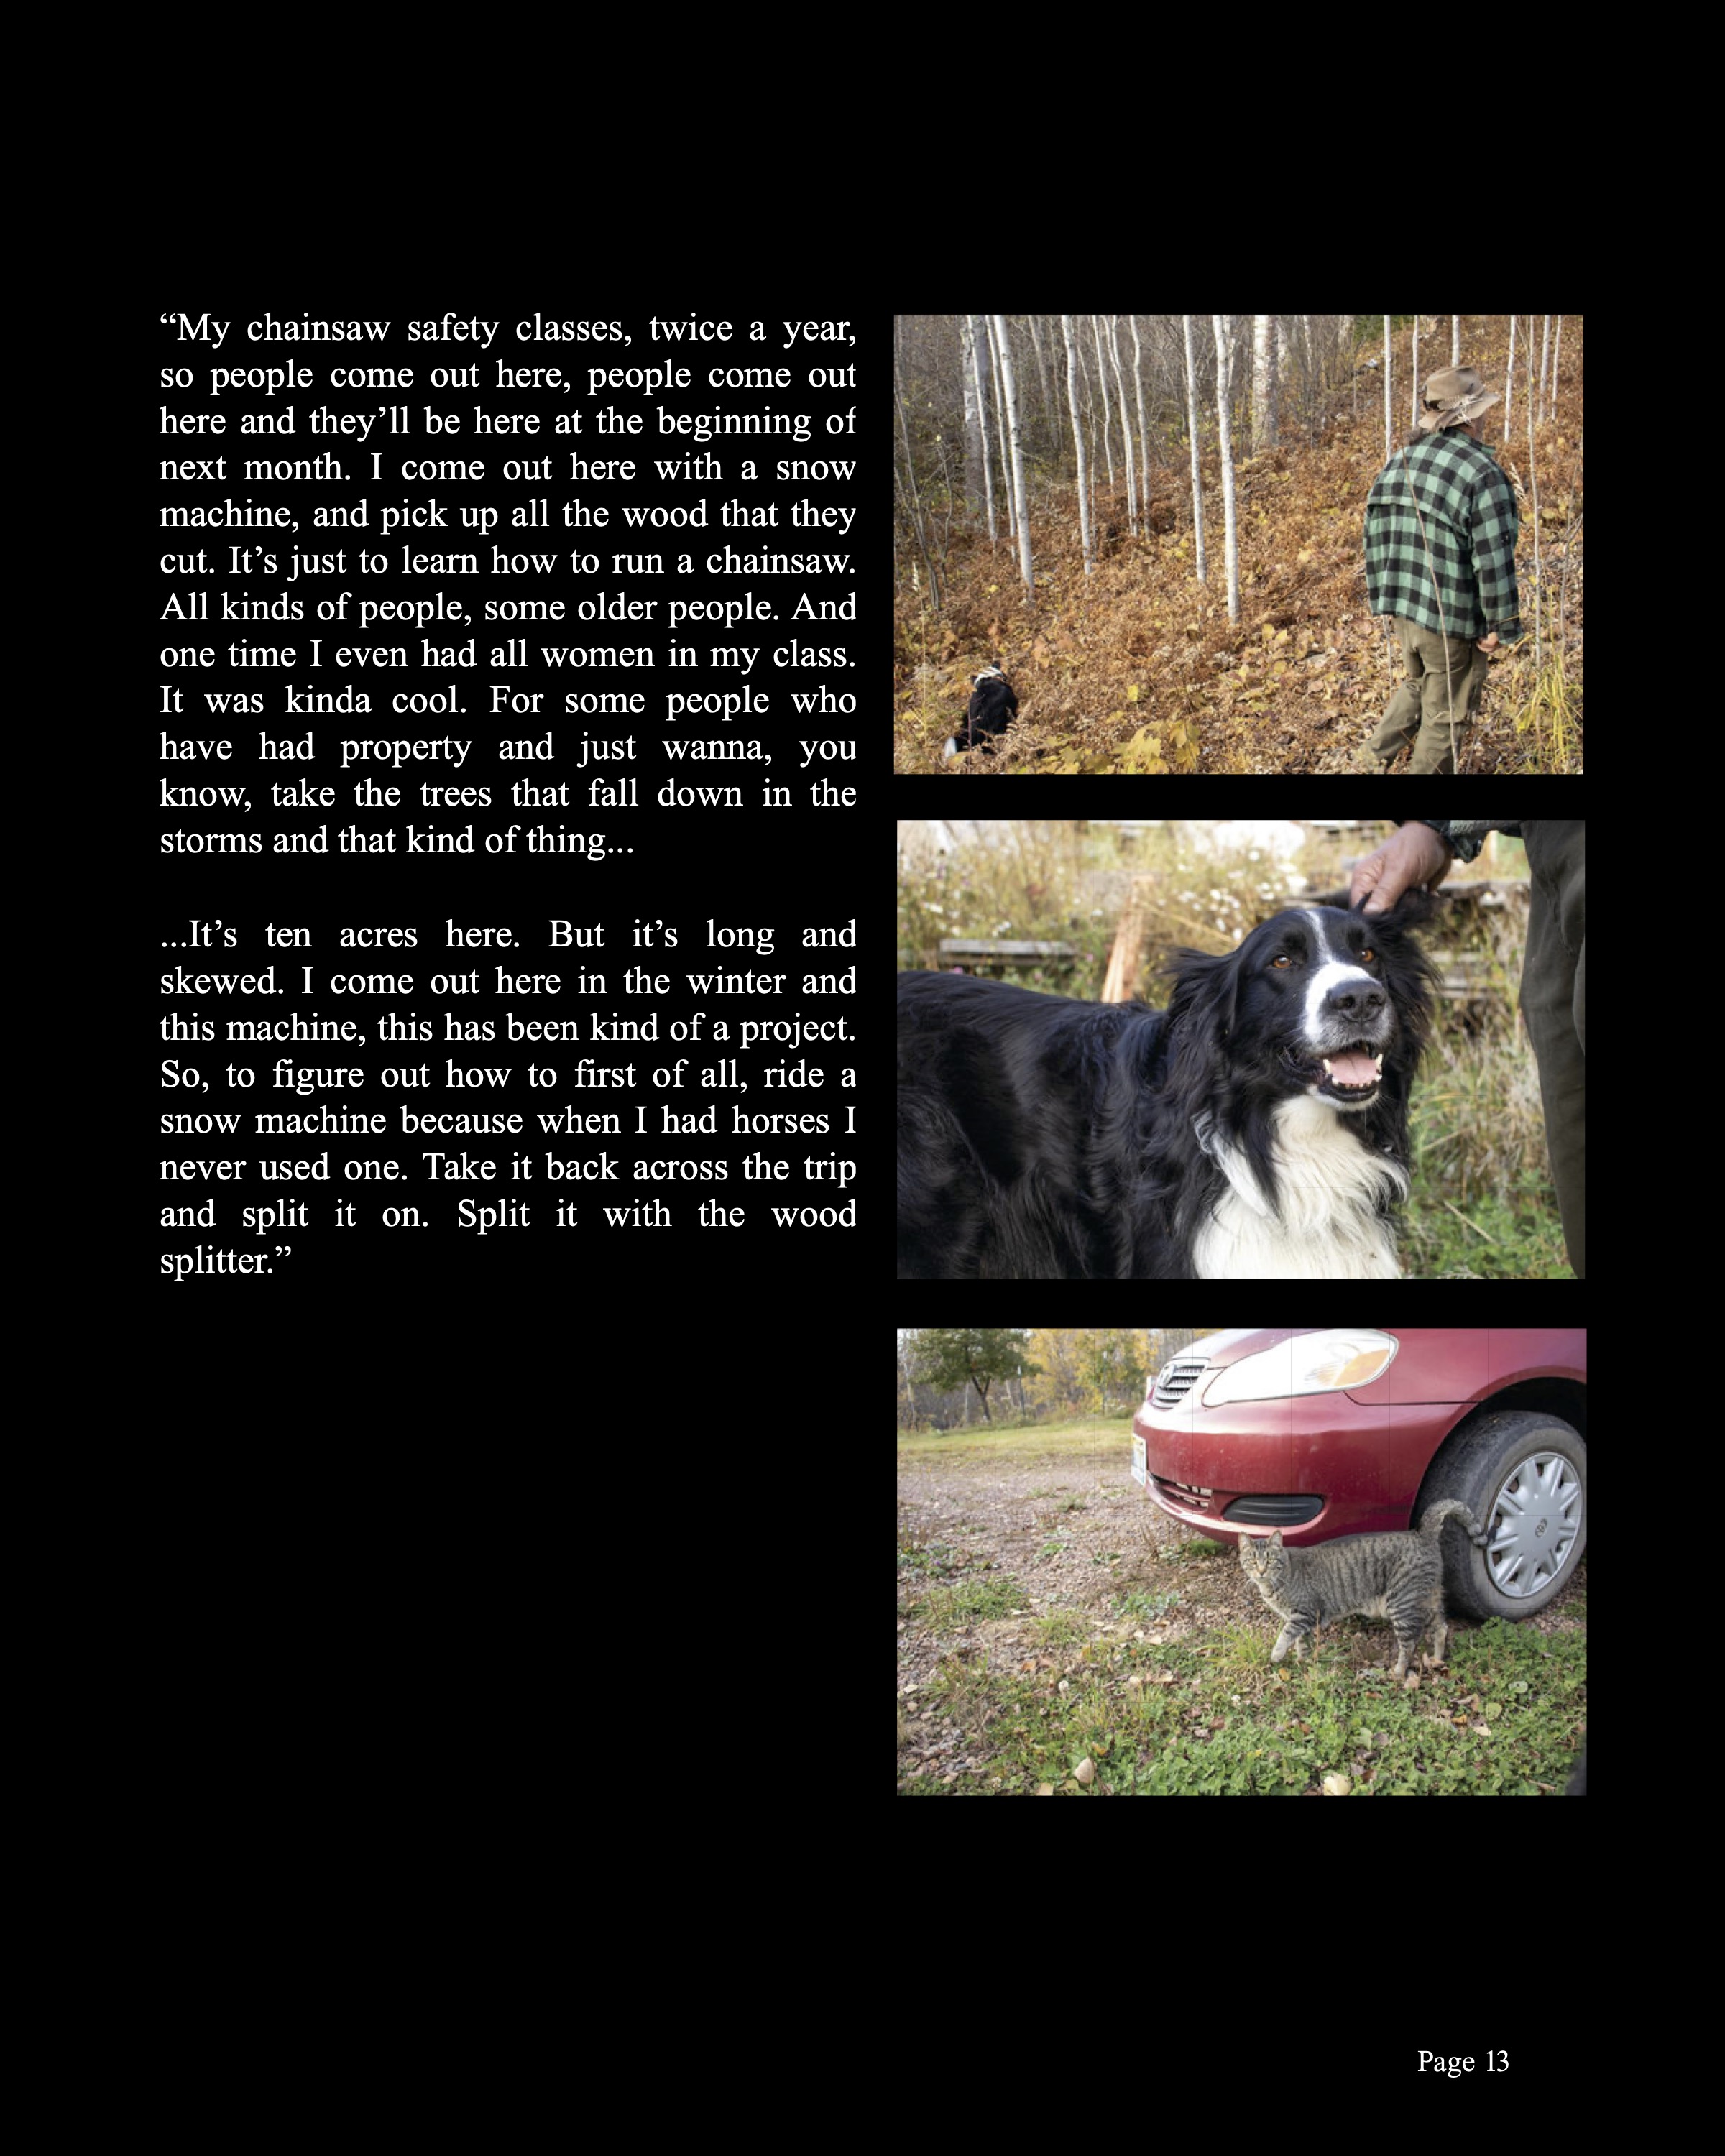 “My chainsaw safety classes, twice a year,
so people come out here, people come out
here and they’ll be here at the beginning of
next month. I come out here with a snow
machine, and pick up all the wood that they
cut. It’s just to learn how to run a chainsaw.
All kinds of people, some older people. And
one time I even had all women in my class.
It was kinda cool. For some people who
have had property and just wanna, you
know, take the trees that fall down in the
storms and that kind of thing...
...It’s ten acres here. But it’s long and
skewed. I come out here in the winter and
this machine, this has been kind of a project.
So, to figure out how to first of all, ride a
snow machine because when I had horses I
never used one. Take it back across the trip
and split it on. Split it with the wood
splitter.”
Page 13